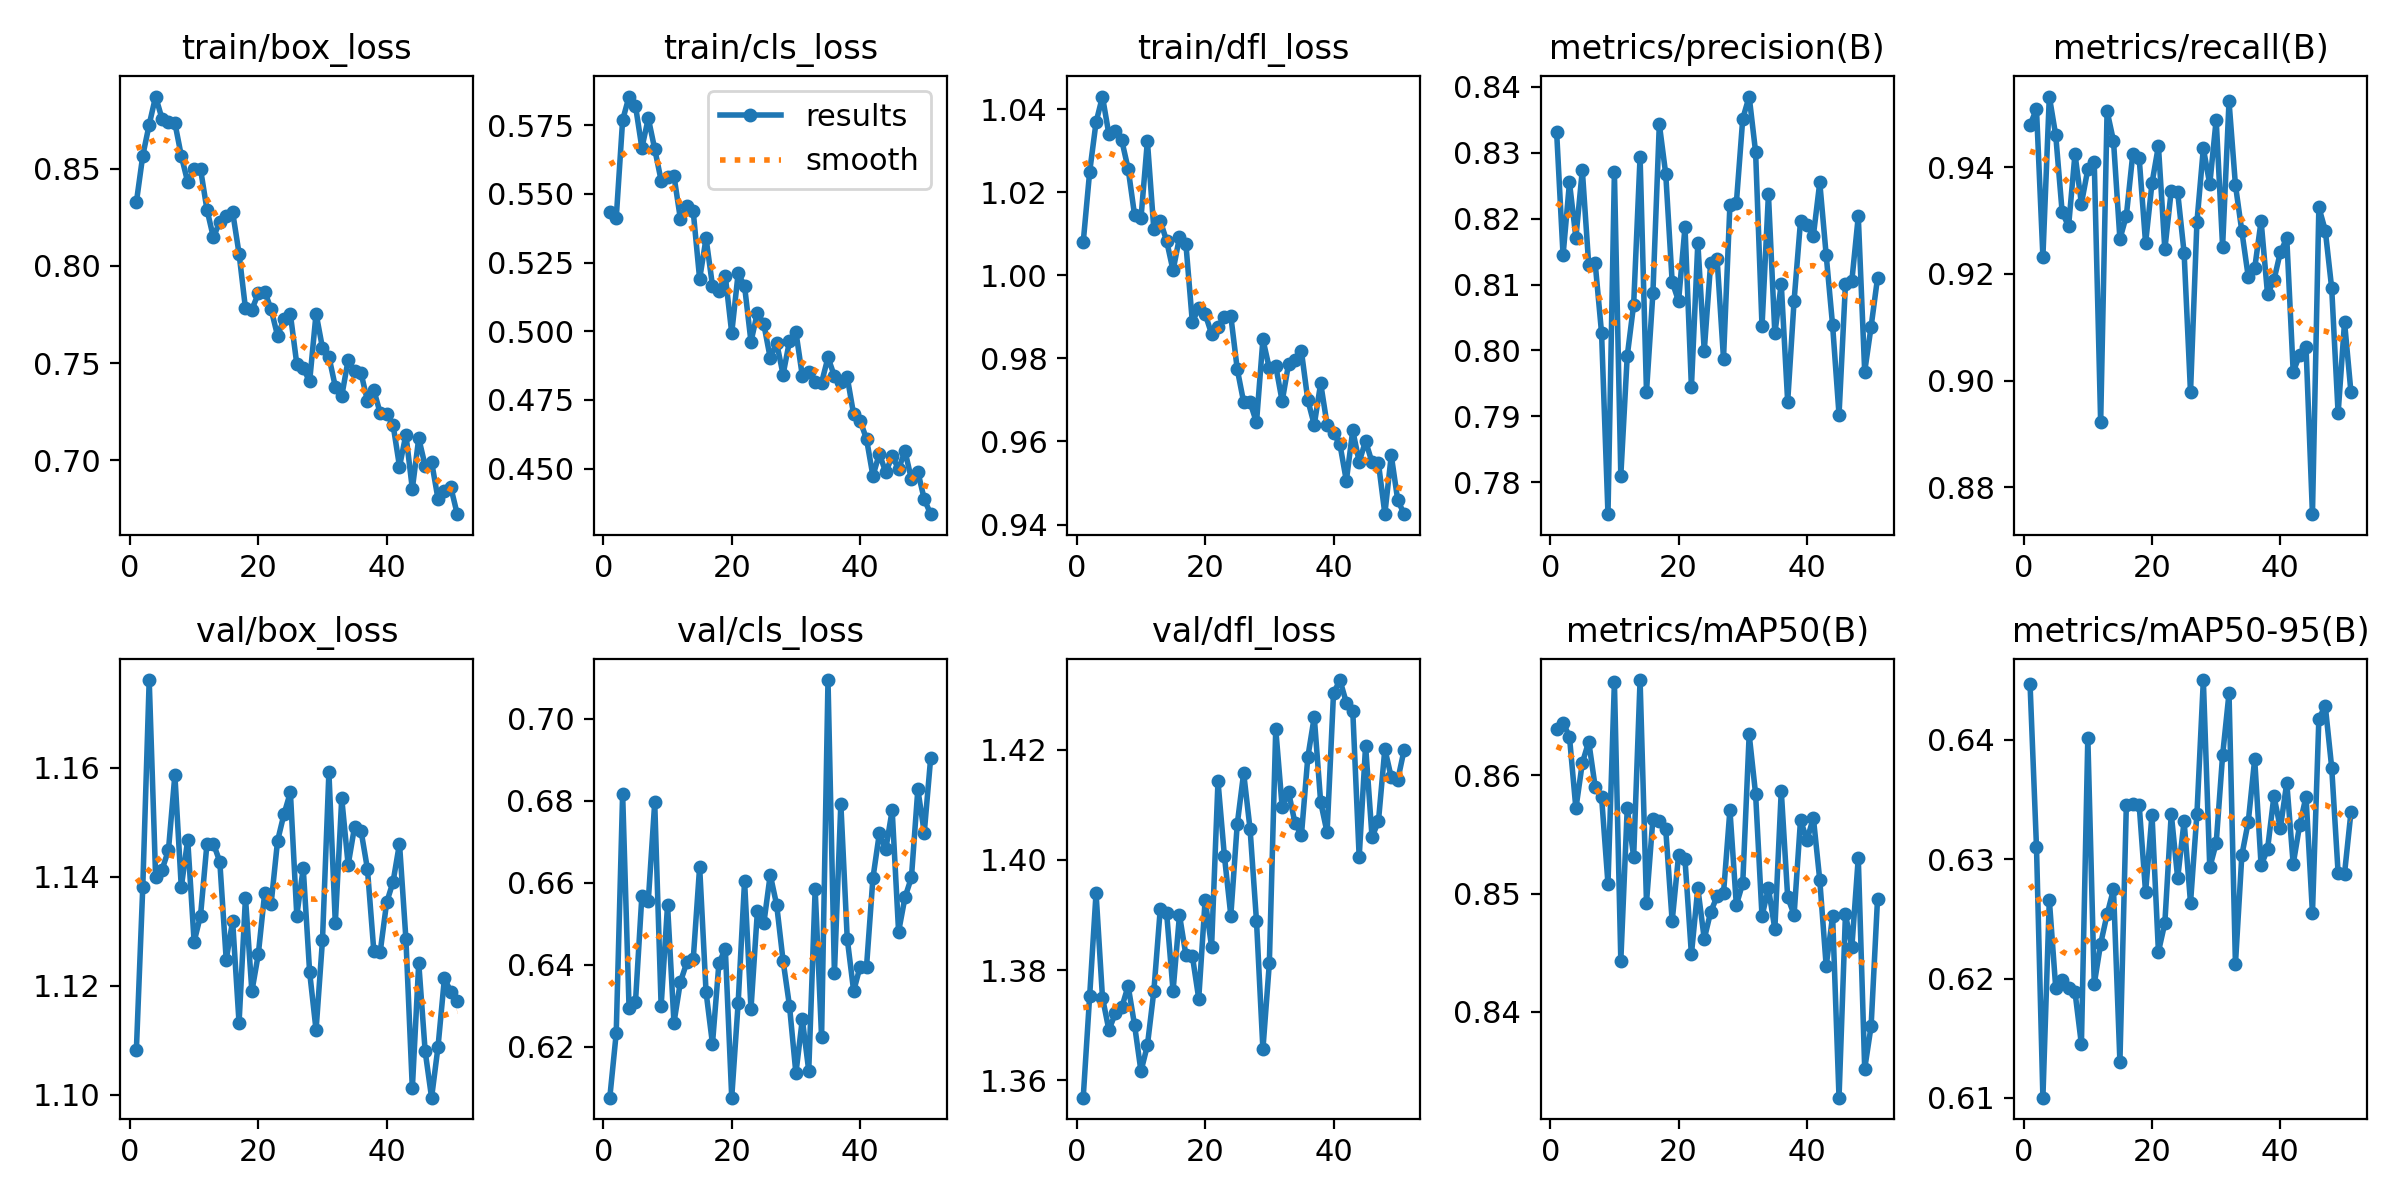 train/box_loss
train/cls_loss
train/dfl_loss
metrics/precision(B)
metrics/recall(B)
0.85
0.80
0.75
0.70
0 20 40
results
smooth
0.575
0.550
0.525
0.500
0.475
0.450
0 20 40
1.04
1.02
1.00
0.98
0.96
0.94
0 20 40
0.84
0.83
0.82
0.81
0.80
0.79
0.78
0 20 40
0.94
0.92
0.90
0.88
0 20 40
val/box_loss
val/cls_loss
val/dfl_loss
metrics/mAP50(B)
metrics/mAP50-95(B)
1.16
1.14
1.12
1.10
0 20 40
0.70
0.68
0.66
0.64
0.62
0 20 40
1.42
1.40
1.38
1.36
0 20 40
0.86
0.85
0.84
0 20 40
0.64
0.63
0.62
0.61
0 20 40